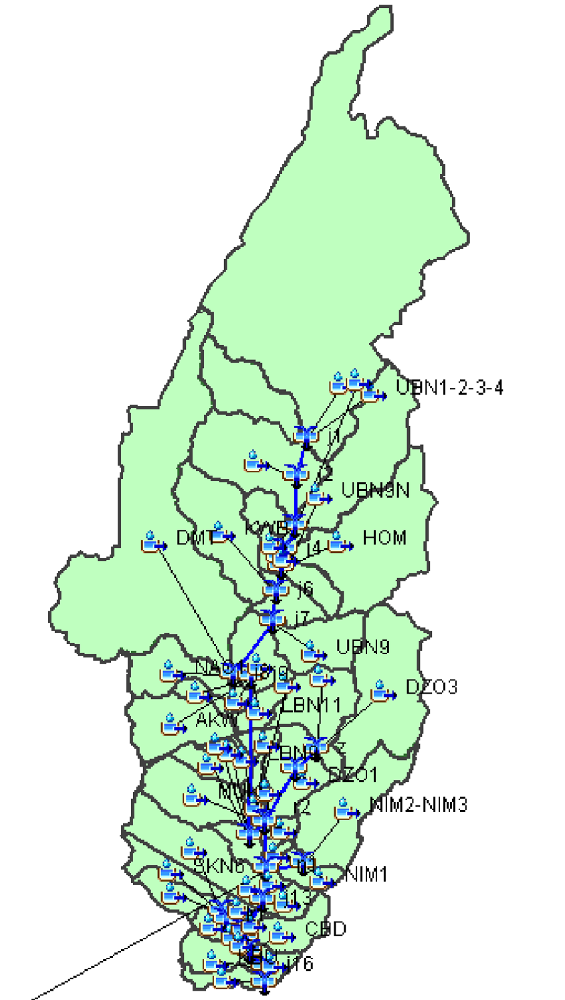 UBN1-2-3-4
j1
j2
UBN9N
DMT
HOM
j4
j6
j7
UBN9
DZO3
LBN11
AKW
DZO1
NIM2-NIM3
SKN6
NIM1
j13
CBD
j16